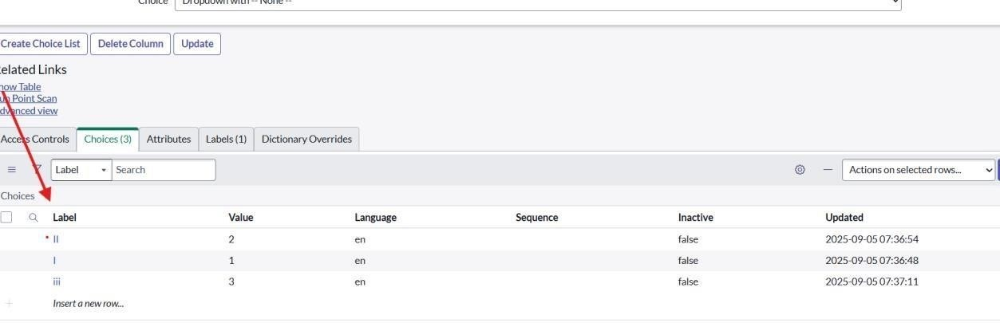 Choice Dropdown with -- None --
Create Choice List Delete Column Update
elated Links
how Table
un Point Scan
dvanced view
Access Controls Choices (3) Attributes Labels (1) Dictionary Overrides
Label Search Actions on selected rows...
Choices
Label Value Language Sequence Inactive Updated
II 2 en false 2025-09-05 07:36:54
I 1 en false 2025-09-05 07:36:48
iii 3 en false 2025-09-05 07:37:11
Insert a new row...